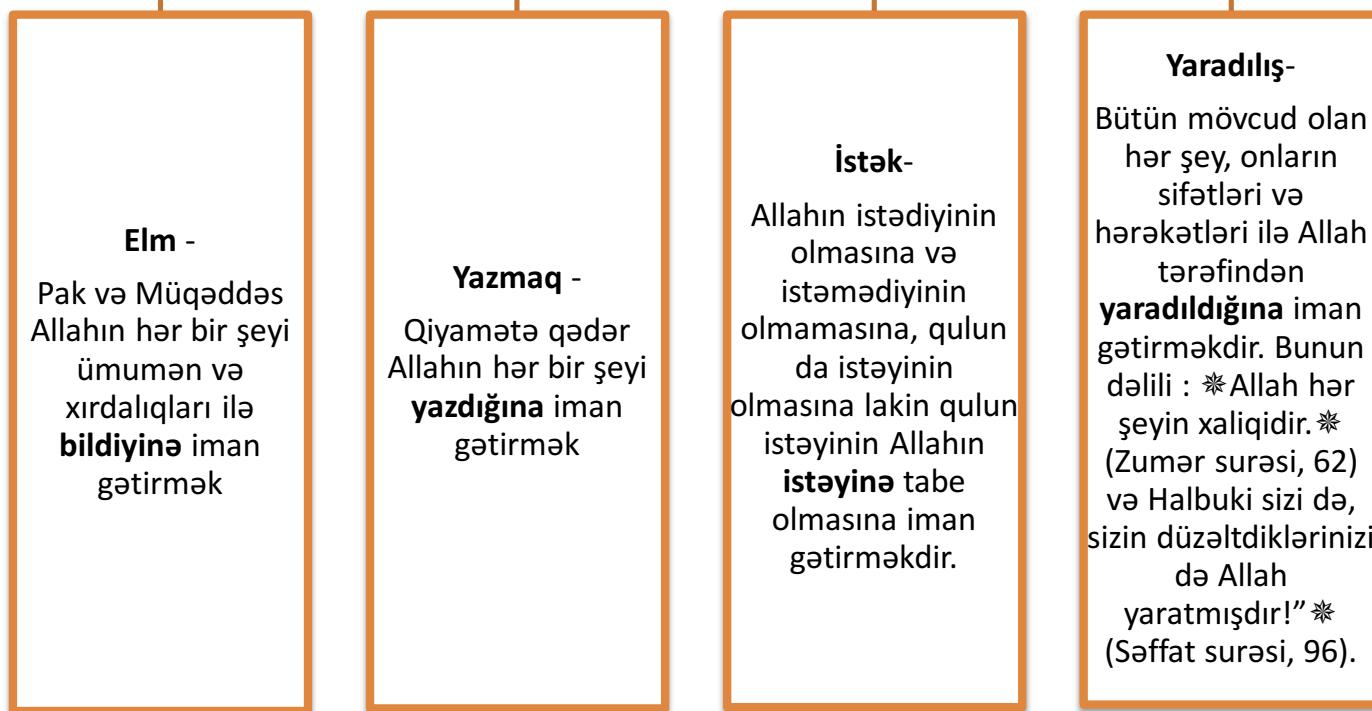 Elm -
Pak və Müqəddəs
Allahın hər bir şeyi
ümumən və
xırdalıqları ilə
bildiyinə iman
gətirmək
Yazmaq -
Qiyamətə qədər
Allahın hər bir şeyi
yazdığına iman
gətirmək
İstək-
Allahın istədiyinin
olmasına və
istəmədiyinin
olmamasına, qulun
da istəyinin
olmasına lakin qulun
istəyinin Allahın
istəyinə tabe
olmasına iman
gətirməkdir.
Yaradılış-
Bütün mövcud olan
hər şey, onların
sifətləri və
hərəkətləri ilə Allah
tərəfindən
yaradıldığına iman
gətirməkdir. Bunun
dəlili : ✵Allah hər
şeyin xaliqidir.✵
(Zumər surəsi, 62)
və Halbuki sizi də,
sizin düzəltdiklərinizi
də Allah
yaratmışdır!”✵
(Səffat surəsi, 96).